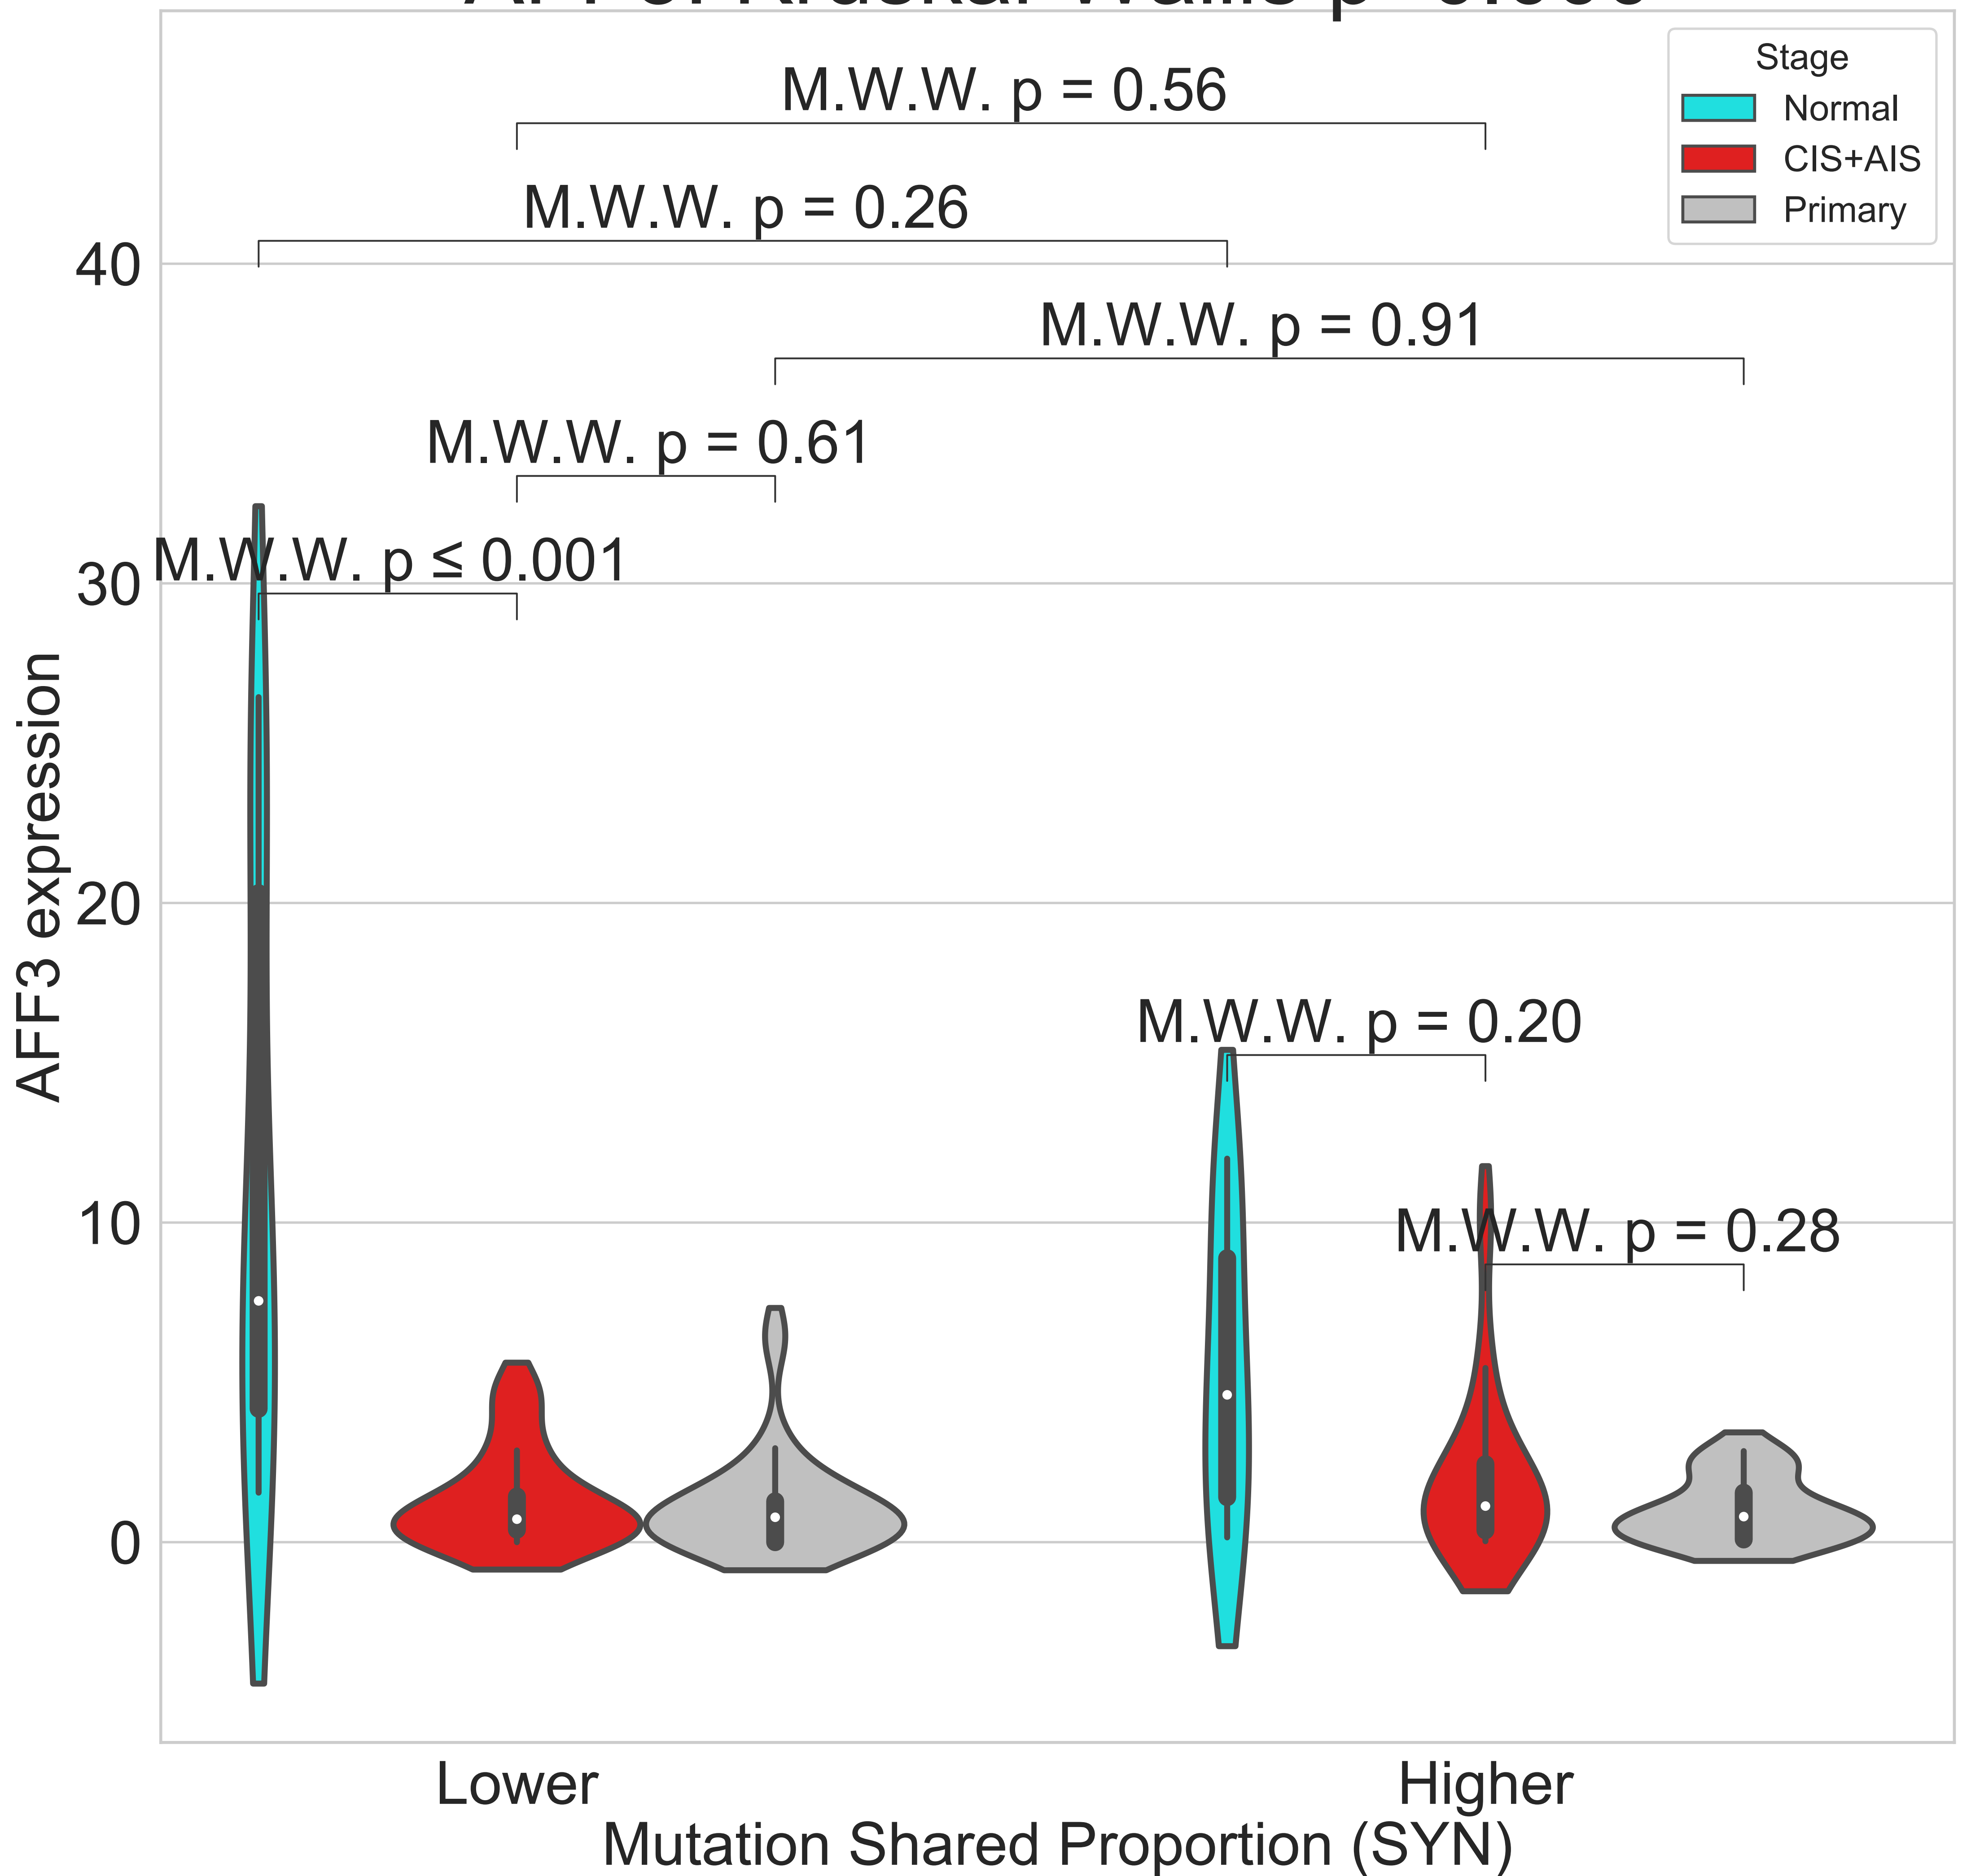 Stage
Normal
CIS+AIS
Primary
M.W.W. p = 0.56
M.W.W. p = 0.26
M.W.W. p = 0.91
M.W.W. p = 0.61
M.W.W. p ≤ 0.001
M.W.W. p = 0.20
M.W.W. p = 0.28
40
30
20
10
0
AFF3 expression
Lower
Higher
Mutation Shared Proportion (SYN)